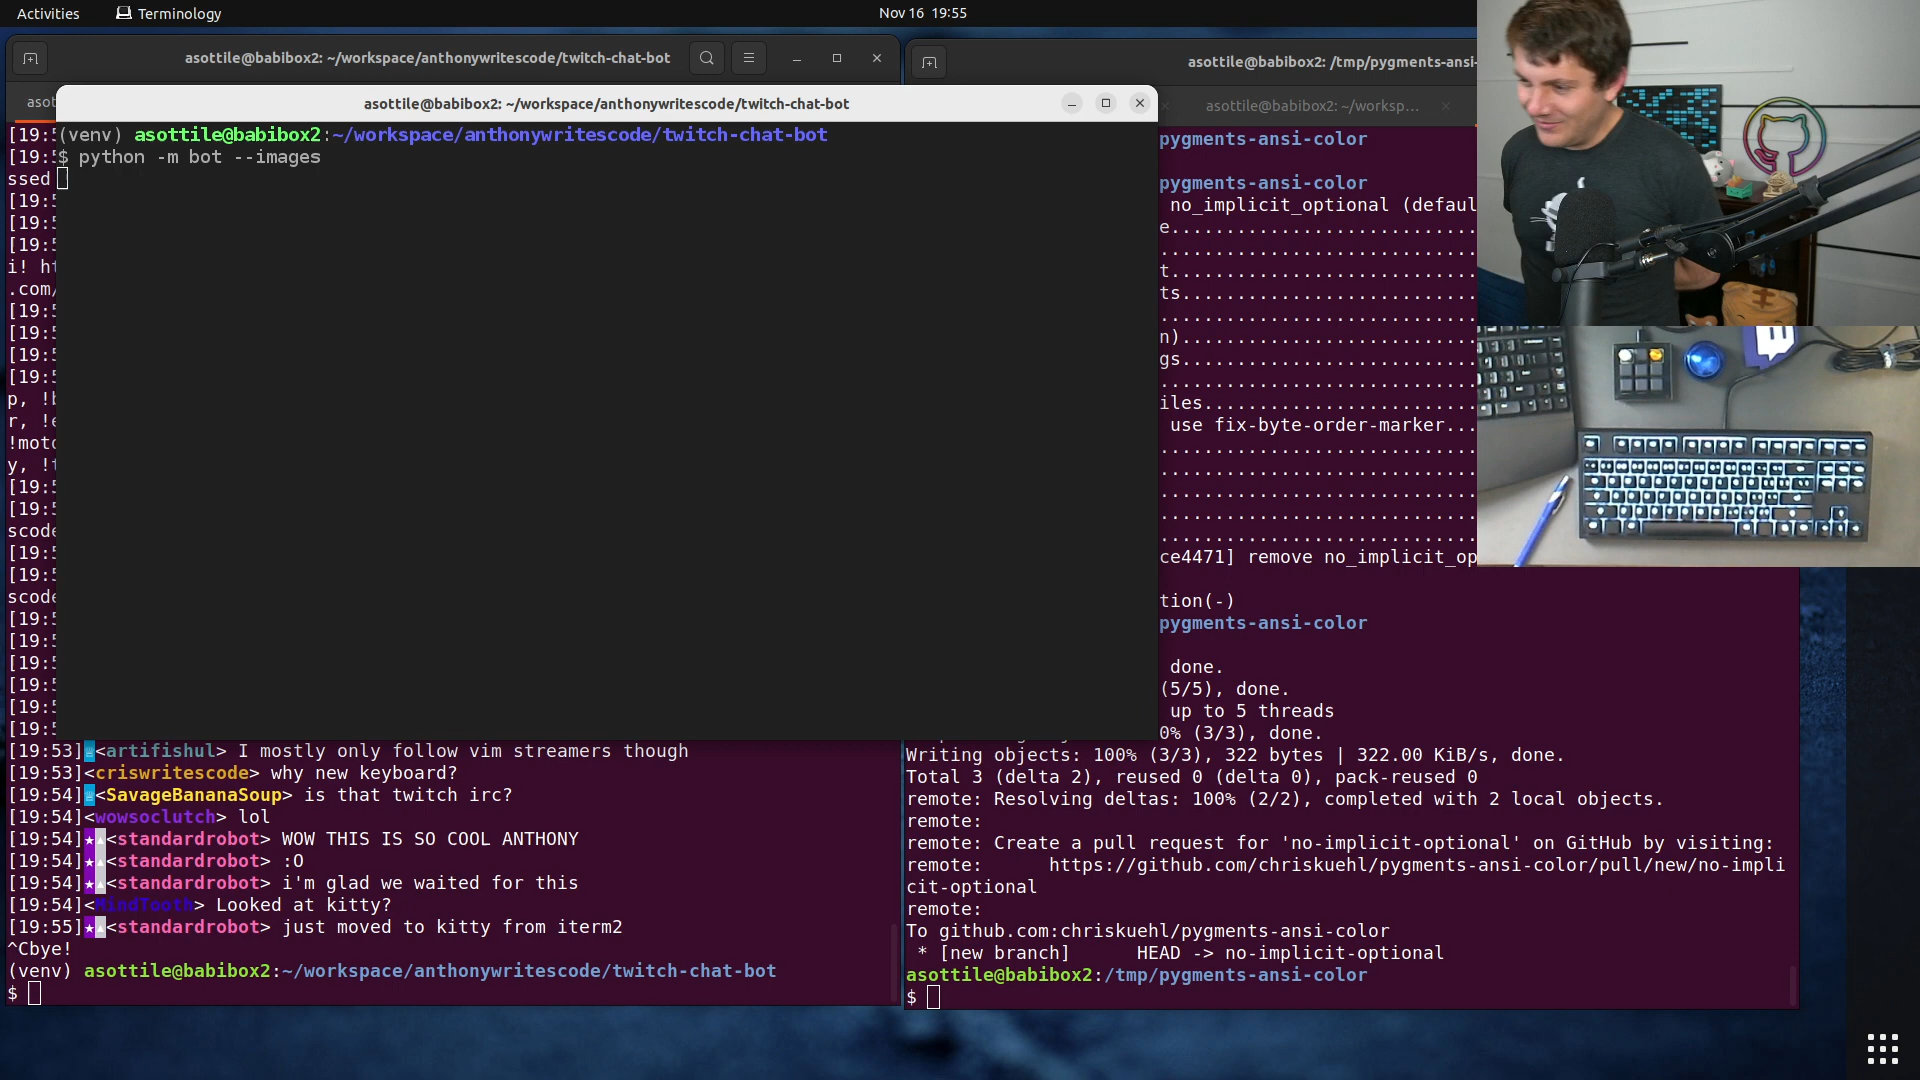 Activities
Terminology
Nov 16 19:55
asottile@babibox2: ~/workspace/anthonywritescode/twitch-chat-bot
asottile@babibox2: /tmp/pygments-ansi-
asottile@babibox2: ~/worksp…
asottile@babibox2: ~/workspace/anthonywritescode/twitch-chat-bot
(venv) asottile@babibox2:~/workspace/anthonywritescode/twitch-chat-bot
$ python -m bot --images
[19:53]<artifishul> I mostly only follow vim streamers though
[19:53]<criswritescode> why new keyboard?
[19:54]<SavageBananaSoup> is that twitch irc?
[19:54]<wowsoclutch> lol
[19:54]★▲<standardrobot> WOW THIS IS SO COOL ANTHONY
[19:54]★▲<standardrobot> :O
[19:54]★▲<standardrobot> i'm glad we waited for this
[19:54]<MindTooth> Looked at kitty?
[19:55]★▲<standardrobot> just moved to kitty from iterm2
^Cbye!
(venv) asottile@babibox2:~/workspace/anthonywritescode/twitch-chat-bot
$
pygments-ansi-color
pygments-ansi-color
no_implicit_optional (defaul
e.............................
..............................
t.............................
ts............................
..............................
n)............................
gs............................
..............................
iles..........................
use fix-byte-order-marker...
..............................
..............................
..............................
..............................
..............................
ce4471] remove no_implicit_op
tion(-)
pygments-ansi-color
done.
(5/5), done.
up to 5 threads
0% (3/3), done.
Writing objects: 100% (3/3), 322 bytes | 322.00 KiB/s, done.
Total 3 (delta 2), reused 0 (delta 0), pack-reused 0
remote: Resolving deltas: 100% (2/2), completed with 2 local objects.
remote:
remote: Create a pull request for 'no-implicit-optional' on GitHub by visiting:
remote:      https://github.com/chriskuehl/pygments-ansi-color/pull/new/no-impli
cit-optional
remote:
To github.com:chriskuehl/pygments-ansi-color
 * [new branch]      HEAD -> no-implicit-optional
asottile@babibox2:/tmp/pygments-ansi-color
$